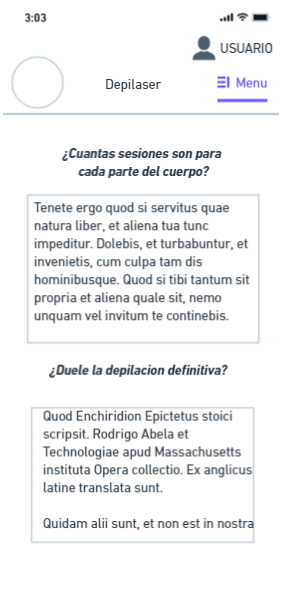 3:03
USUARIO
Depilaser
Menu
¿Cuantas sesiones son para
cada parte del cuerpo?
Tenete ergo quod si servitus quae
natura liber, et aliena tua tunc
impeditur. Dolebis, et turbabuntur, et
invenietis, cum culpa tam dis
hominibusque. Quod si tibi tantum sit
propria et aliena quale sit, nemo
unquam vel invitum te continebis.
¿Duele la depilacion definitiva?
Quod Enchiridion Epictetus stoici
scripsit. Rodrigo Abela et
Technologiae apud Massachusetts
instituta Opera collectio. Ex anglicus
latine translata sunt.
Quidam alii sunt, et non est in nostra